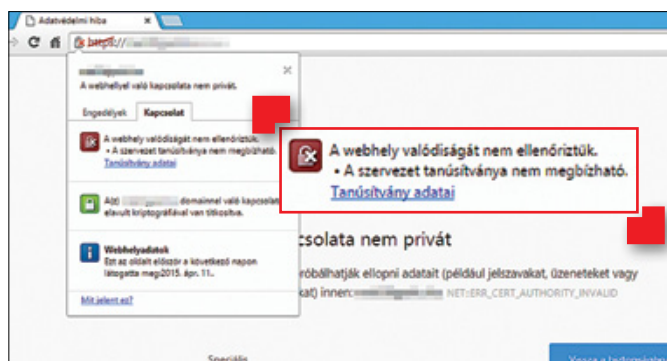 Adatvédelmi hiba
https://
A webhellyel való kapcsolata nem privát.
Engedélyek Kapcsolat
A webhely valódiságát nem ellenőriztük.
• A szervezet tanúsítványa nem megbízható.
Tanúsítvány adatai
A(z) domainnel való kapcsolat
elavult kriptográfiával van titkosítva.
Webhelyadatok
Ezt az oldalt először a következő napon
látogatta meg:2015. ápr. 11..
Mit jelent ez?
A webhely valódiságát nem ellenőriztük.
• A szervezet tanúsítványa nem megbízható.
Tanúsítvány adatai
csolata nem privát
próbálhatják ellopni adatait (például jelszavakat, üzeneteket vagy
kat) innen: NET::ERR_CERT_AUTHORITY_INVALID
Speciális
Vissza a